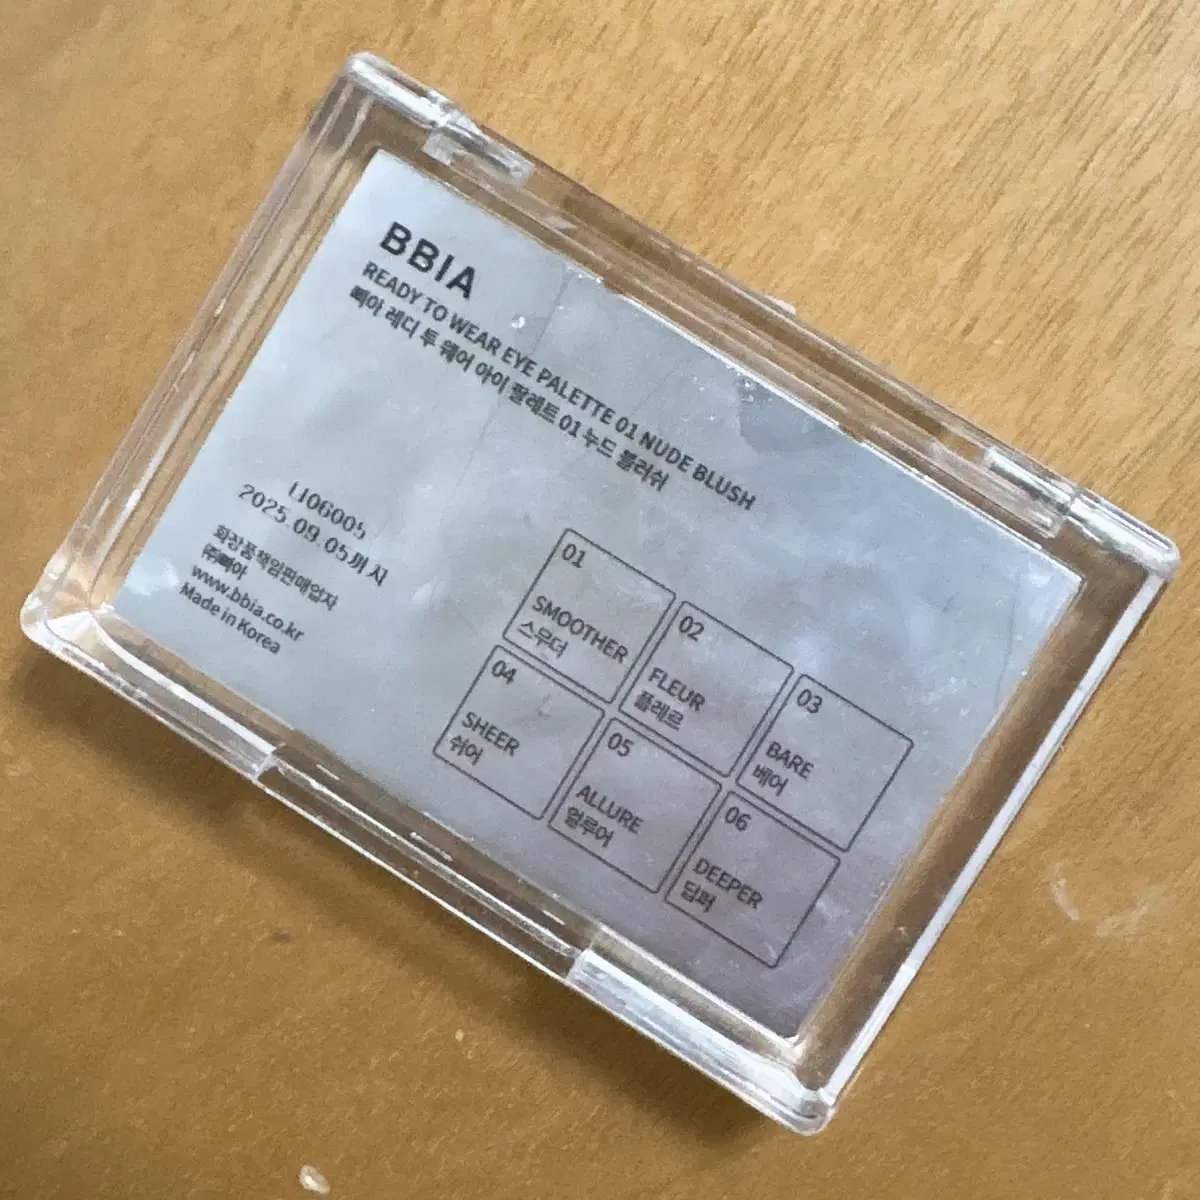 BBIA
READY TO WEAR EYE PALETTE 01 NUDE BLUSH
삐아 레디 투 웨어 아이 팔레트 01 누드 블러쉬
LI06005
2025.09.05까지
화장품책임판매업자
㈜삐아
www.bbia.co.kr
Made in Korea
01
SMOOTHER
스무더
02
FLEUR
플레르
03
BARE
베어
04
SHEER
쉬어
05
ALLURE
얼루어
06
DEEPER
딥퍼